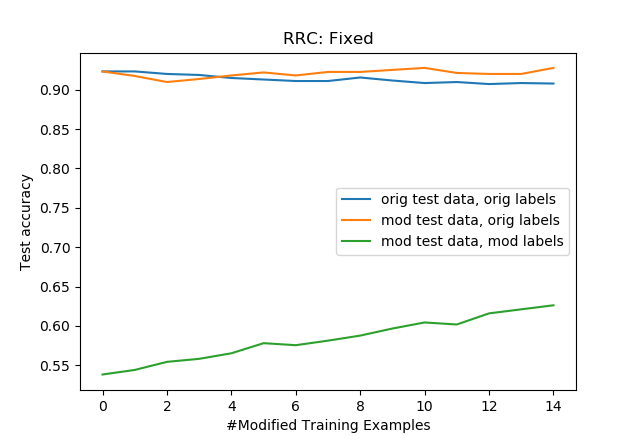 RRC: Fixed
Test accuracy
0.90
0.85
0.80
0.75
0.70
0.65
0.60
0.55
orig test data, orig labels
mod test data, orig labels
mod test data, mod labels
0 2 4 6 8 10 12 14
#Modified Training Examples